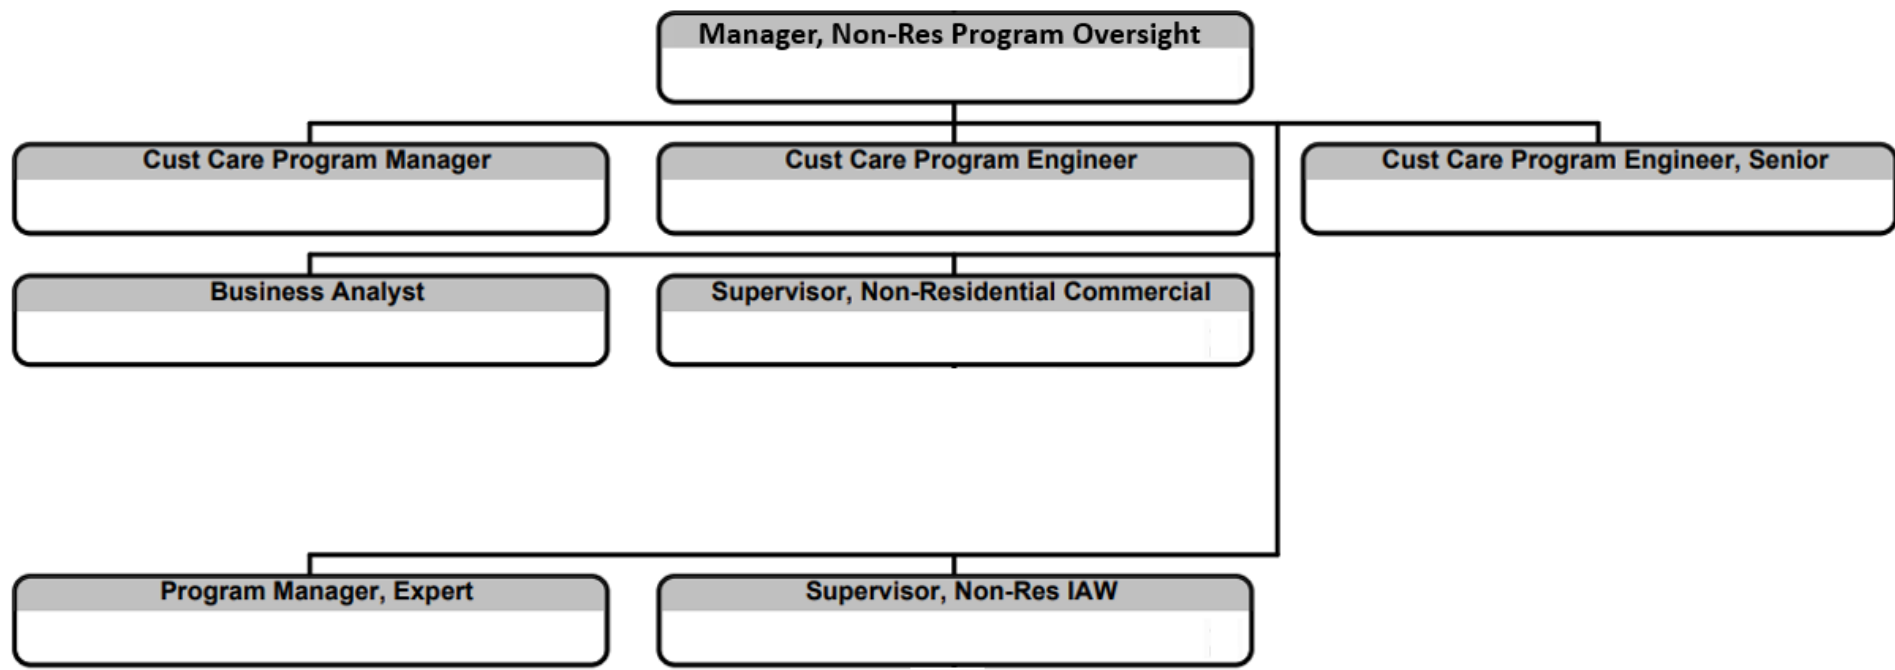 Manager, Non-Res Program Oversight
Cust Care Program Manager
Cust Care Program Engineer
Cust Care Program Engineer, Senior
Business Analyst
Supervisor, Non-Residential Commercial
Program Manager, Expert
Supervisor, Non-Res IAW